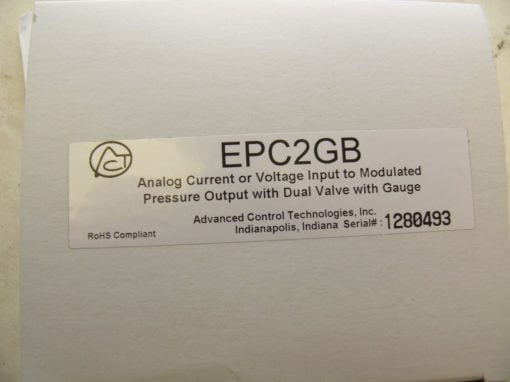 ACT
EPC2GB
Analog Current or Voltage Input to Modulated
Pressure Output with Dual Valve with Gauge
Advanced Control Technologies, Inc.
RoHS Compliant Indianapolis, Indiana Serial#: 1280493